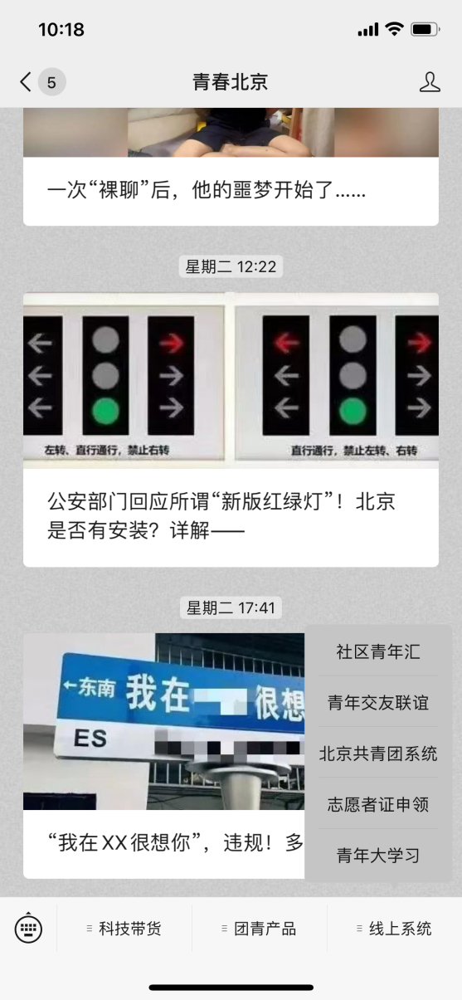 10:18
5
青春北京
一次“裸聊”后，他的噩梦开始了……
星期二 12:22
左转、直行通行，禁止右转
直行通行，禁止左转、右转
公安部门回应所谓“新版红绿灯”！北京
是否有安装？详解——
星期二 17:41
←东南 我在 很想
ES
“我在XX很想你”，违规！多
社区青年汇
青年交友联谊
北京共青团系统
志愿者证申领
青年大学习
科技带货
团青产品
线上系统